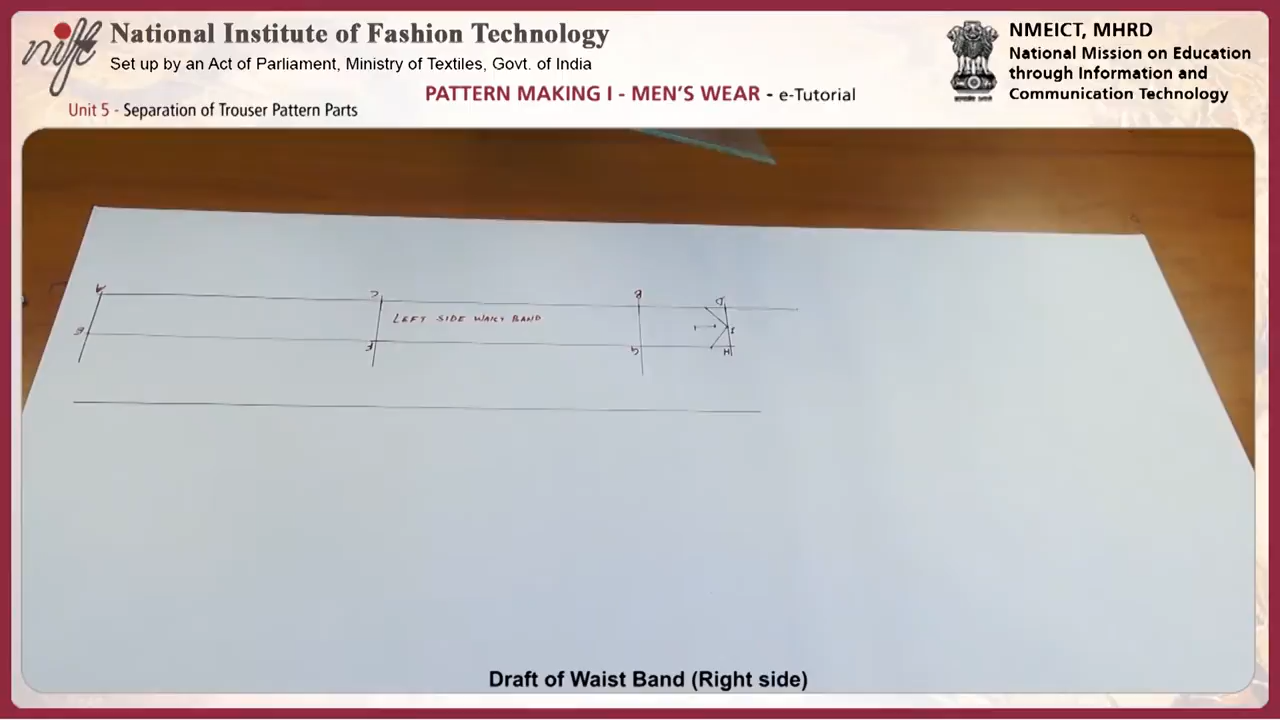 nift
National Institute of Fashion Technology
Set up by an Act of Parliament, Ministry of Textiles, Govt. of India
NMEICT, MHRD
National Mission on Education
through Information and
Communication Technology
PATTERN MAKING I - MEN'S WEAR - e-Tutorial
Unit 5 - Separation of Trouser Pattern Parts
A C B D
LEFT SIDE WAIST BAND
H
Draft of Waist Band (Right side)